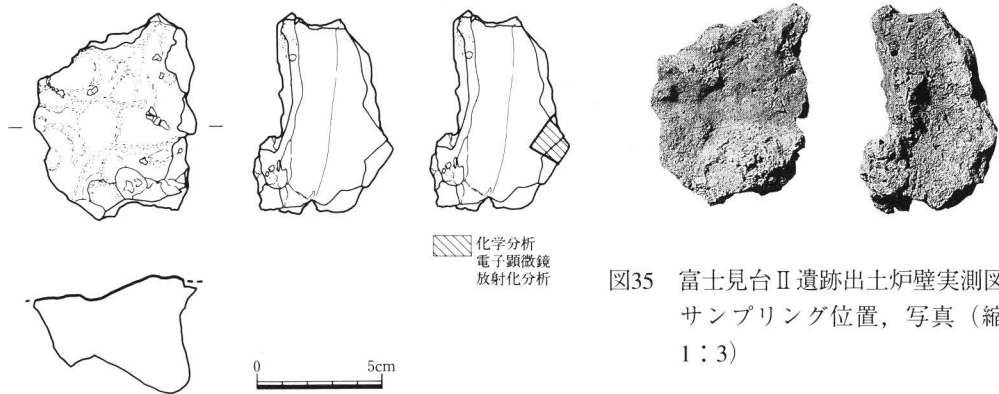 化学分析
電子顕微鏡
放射化分析
0 5cm
図35 富士見台Ⅱ遺跡出土炉壁実測図
サンプリング位置，写真（縮
1：3）